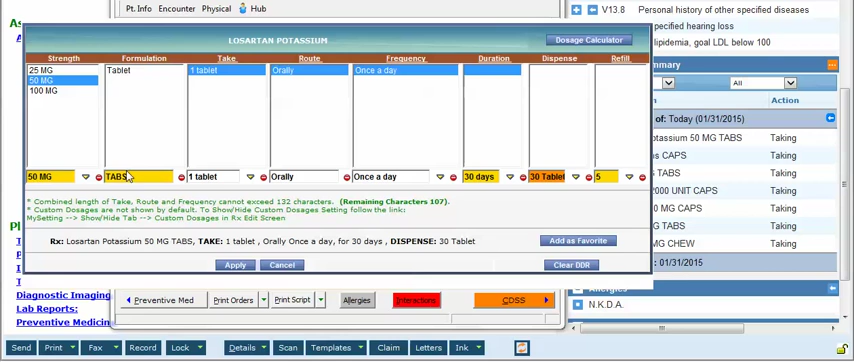 Pt. Info Encounter Physical Hub
V13.8 Personal history of other specified diseases
specified hearing loss
lipidemia, goal LDL below 100
LOSARTAN POTASSIUM
Dosage Calculator
Strength Formulation Take Route Frequency Duration Dispense Refill
25 MG Tablet 1 tablet Orally Once a day
50 MG
100 MG
50 MG TABS 1 tablet Orally Once a day 30 days 30 Tablet 5
* Combined length of Take, Route and Frequency cannot exceed 132 characters. (Remaining Characters 107).
* Custom Dosages are not shown by default. To Show/Hide Custom Dosages Setting follow the link:
MySetting --> Show/Hide Tab --> Custom Dosages in Rx Edit Screen
Rx: Losartan Potassium 50 MG TABS, TAKE: 1 tablet , Orally Once a day, for 30 days , DISPENSE: 30 Tablet
Add as Favorite
Apply Cancel Clear DDR
ummary
All
Action
of: Today (01/31/2015)
otassium 50 MG TABS Taking
s CAPS Taking
CAPS Taking
2000 UNIT CAPS Taking
MG TABS Taking
MG CHEW Taking
: 01/31/2015
Allergies
N.K.D.A.
Diagnostic Imaging
Lab Reports:
Preventive Medicin
Preventive Med Print Orders Print Script Allergies Interactions CDSS
Send Print Fax Record Lock Details Scan Templates Claim Letters Ink